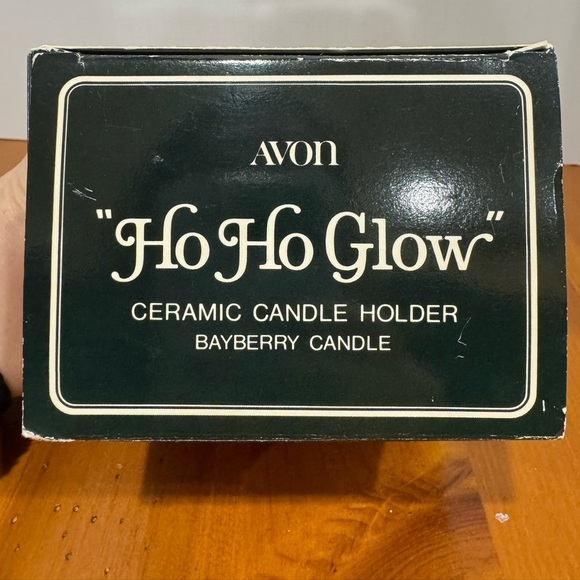 AVON
"Ho Ho Glow"
CERAMIC CANDLE HOLDER
BAYBERRY CANDLE